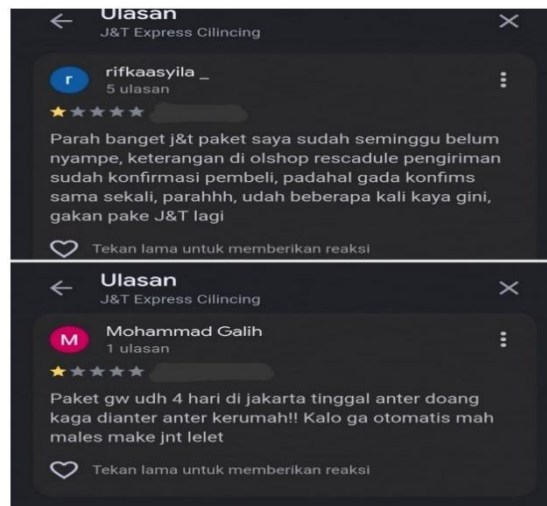 Ulasan
J&T Express Cilincing
r
rifkaasyila _
5 ulasan
Parah banget j&t paket saya sudah seminggu belum
nyampe, keterangan di olshop rescadule pengiriman
sudah konfirmasi pembeli, padahal gada konfims
sama sekali, parahhh, udah beberapa kali kaya gini,
gakan pake J&T lagi
Tekan lama untuk memberikan reaksi
Ulasan
J&T Express Cilincing
M
Mohammad Galih
1 ulasan
Paket gw udh 4 hari di jakarta tinggal anter doang
kaga dianter anter kerumah!! Kalo ga otomatis mah
males make jnt lelet
Tekan lama untuk memberikan reaksi